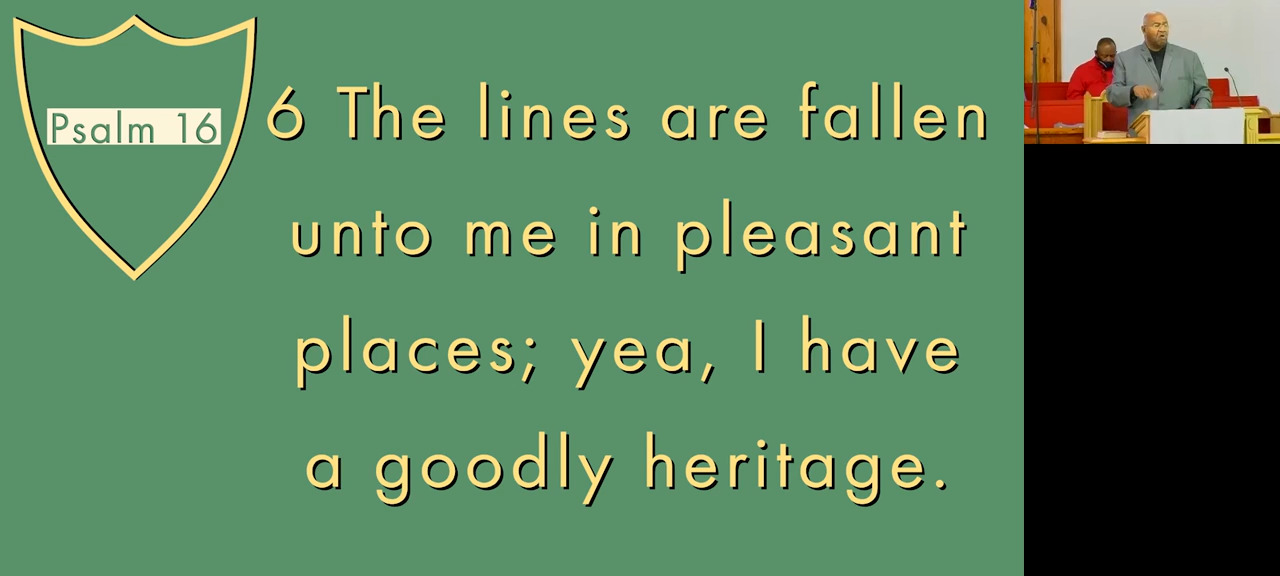 Psalm 16
6 The lines are fallen
unto me in pleasant
places; yea, I have
a goodly heritage.